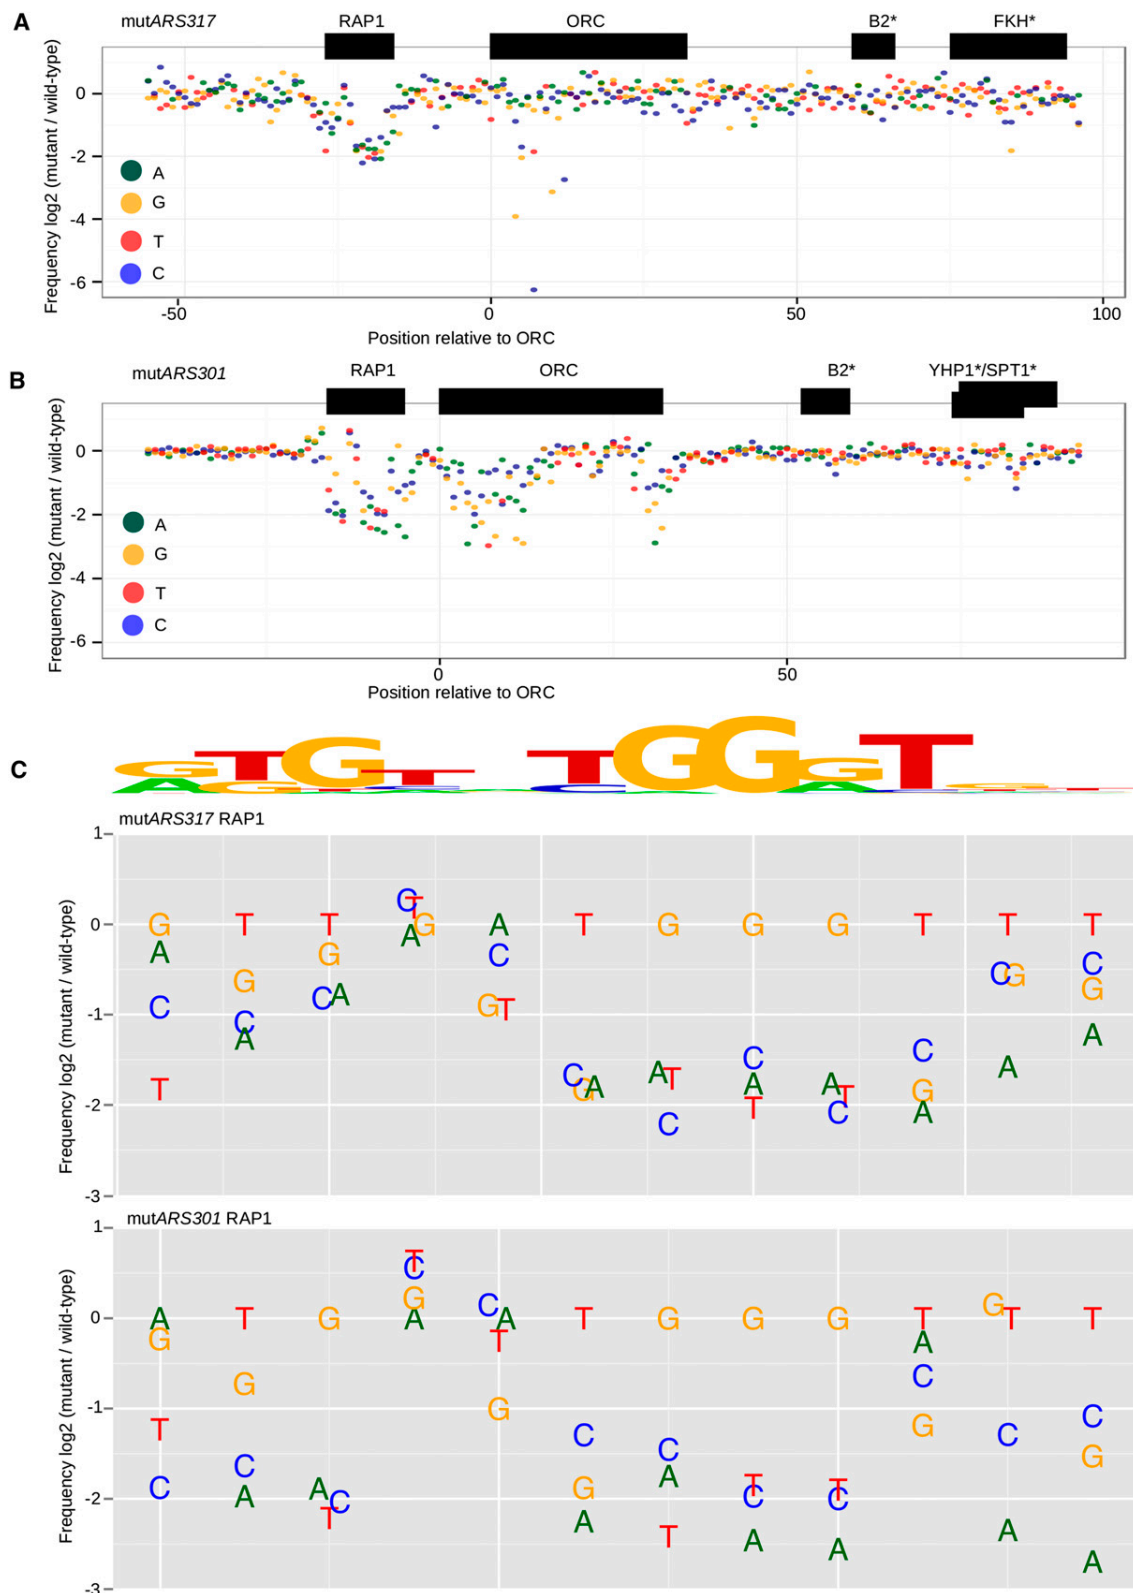 A
mutARS317 RAP1 ORC B2* FKH*
Frequency log2 (mutant / wild-type)
0
-2
-4
-6
A
G
T
C
-50 0 50 100
Position relative to ORC
B
mutARS301 RAP1 ORC B2* YHP1*/SPT1*
Frequency log2 (mutant / wild-type)
0
-2
-4
-6
A
G
T
C
0 50
Position relative to ORC
C
G T G T T G G G T
A G C A
mutARS317 RAP1
Frequency log2 (mutant / wild-type)
1
0
-1
-2
-3
C T
G T T A G A T G G G T T T
A G G C C G C
C C A G T G
T C A C G A A T C C A T A T C G A A A
mutARS301 RAP1
Frequency log2 (mutant / wild-type)
1
0
-1
-2
-3
T C G
A T G A C A T G G G T G T T
G G T G A C G
T C A C T C G A C A T T C A T C A C A C G A